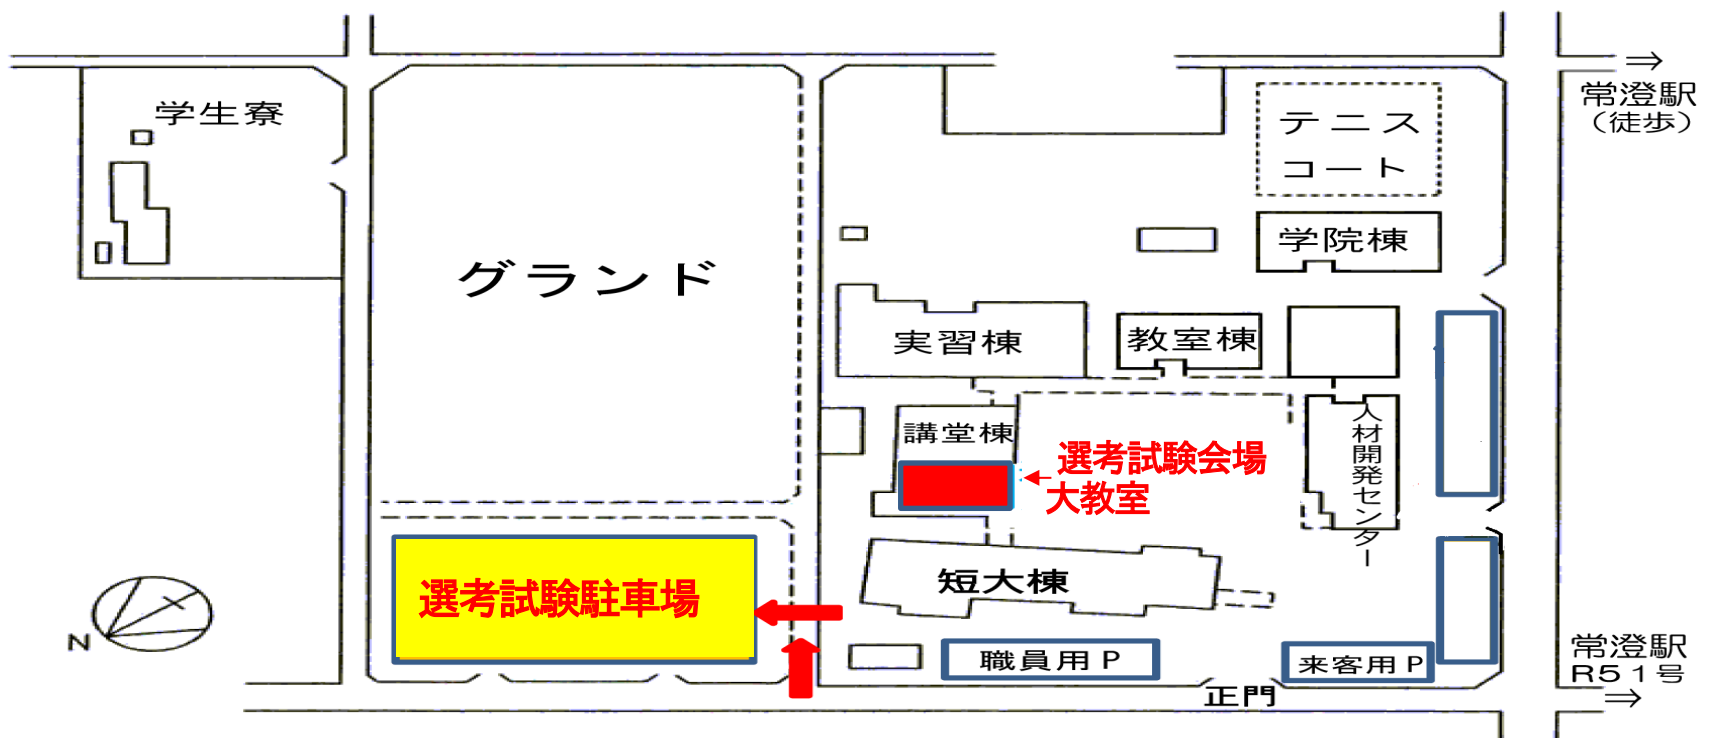 ⇒
常澄駅
（徒歩）
学生寮
テニス
コート
学院棟
グランド
実習棟
教室棟
人材開発センター
講堂棟
選考試験会場
大教室
選考試験駐車場
短大棟
N
職員用P
来客用P
正門
常澄駅
R51号
⇒